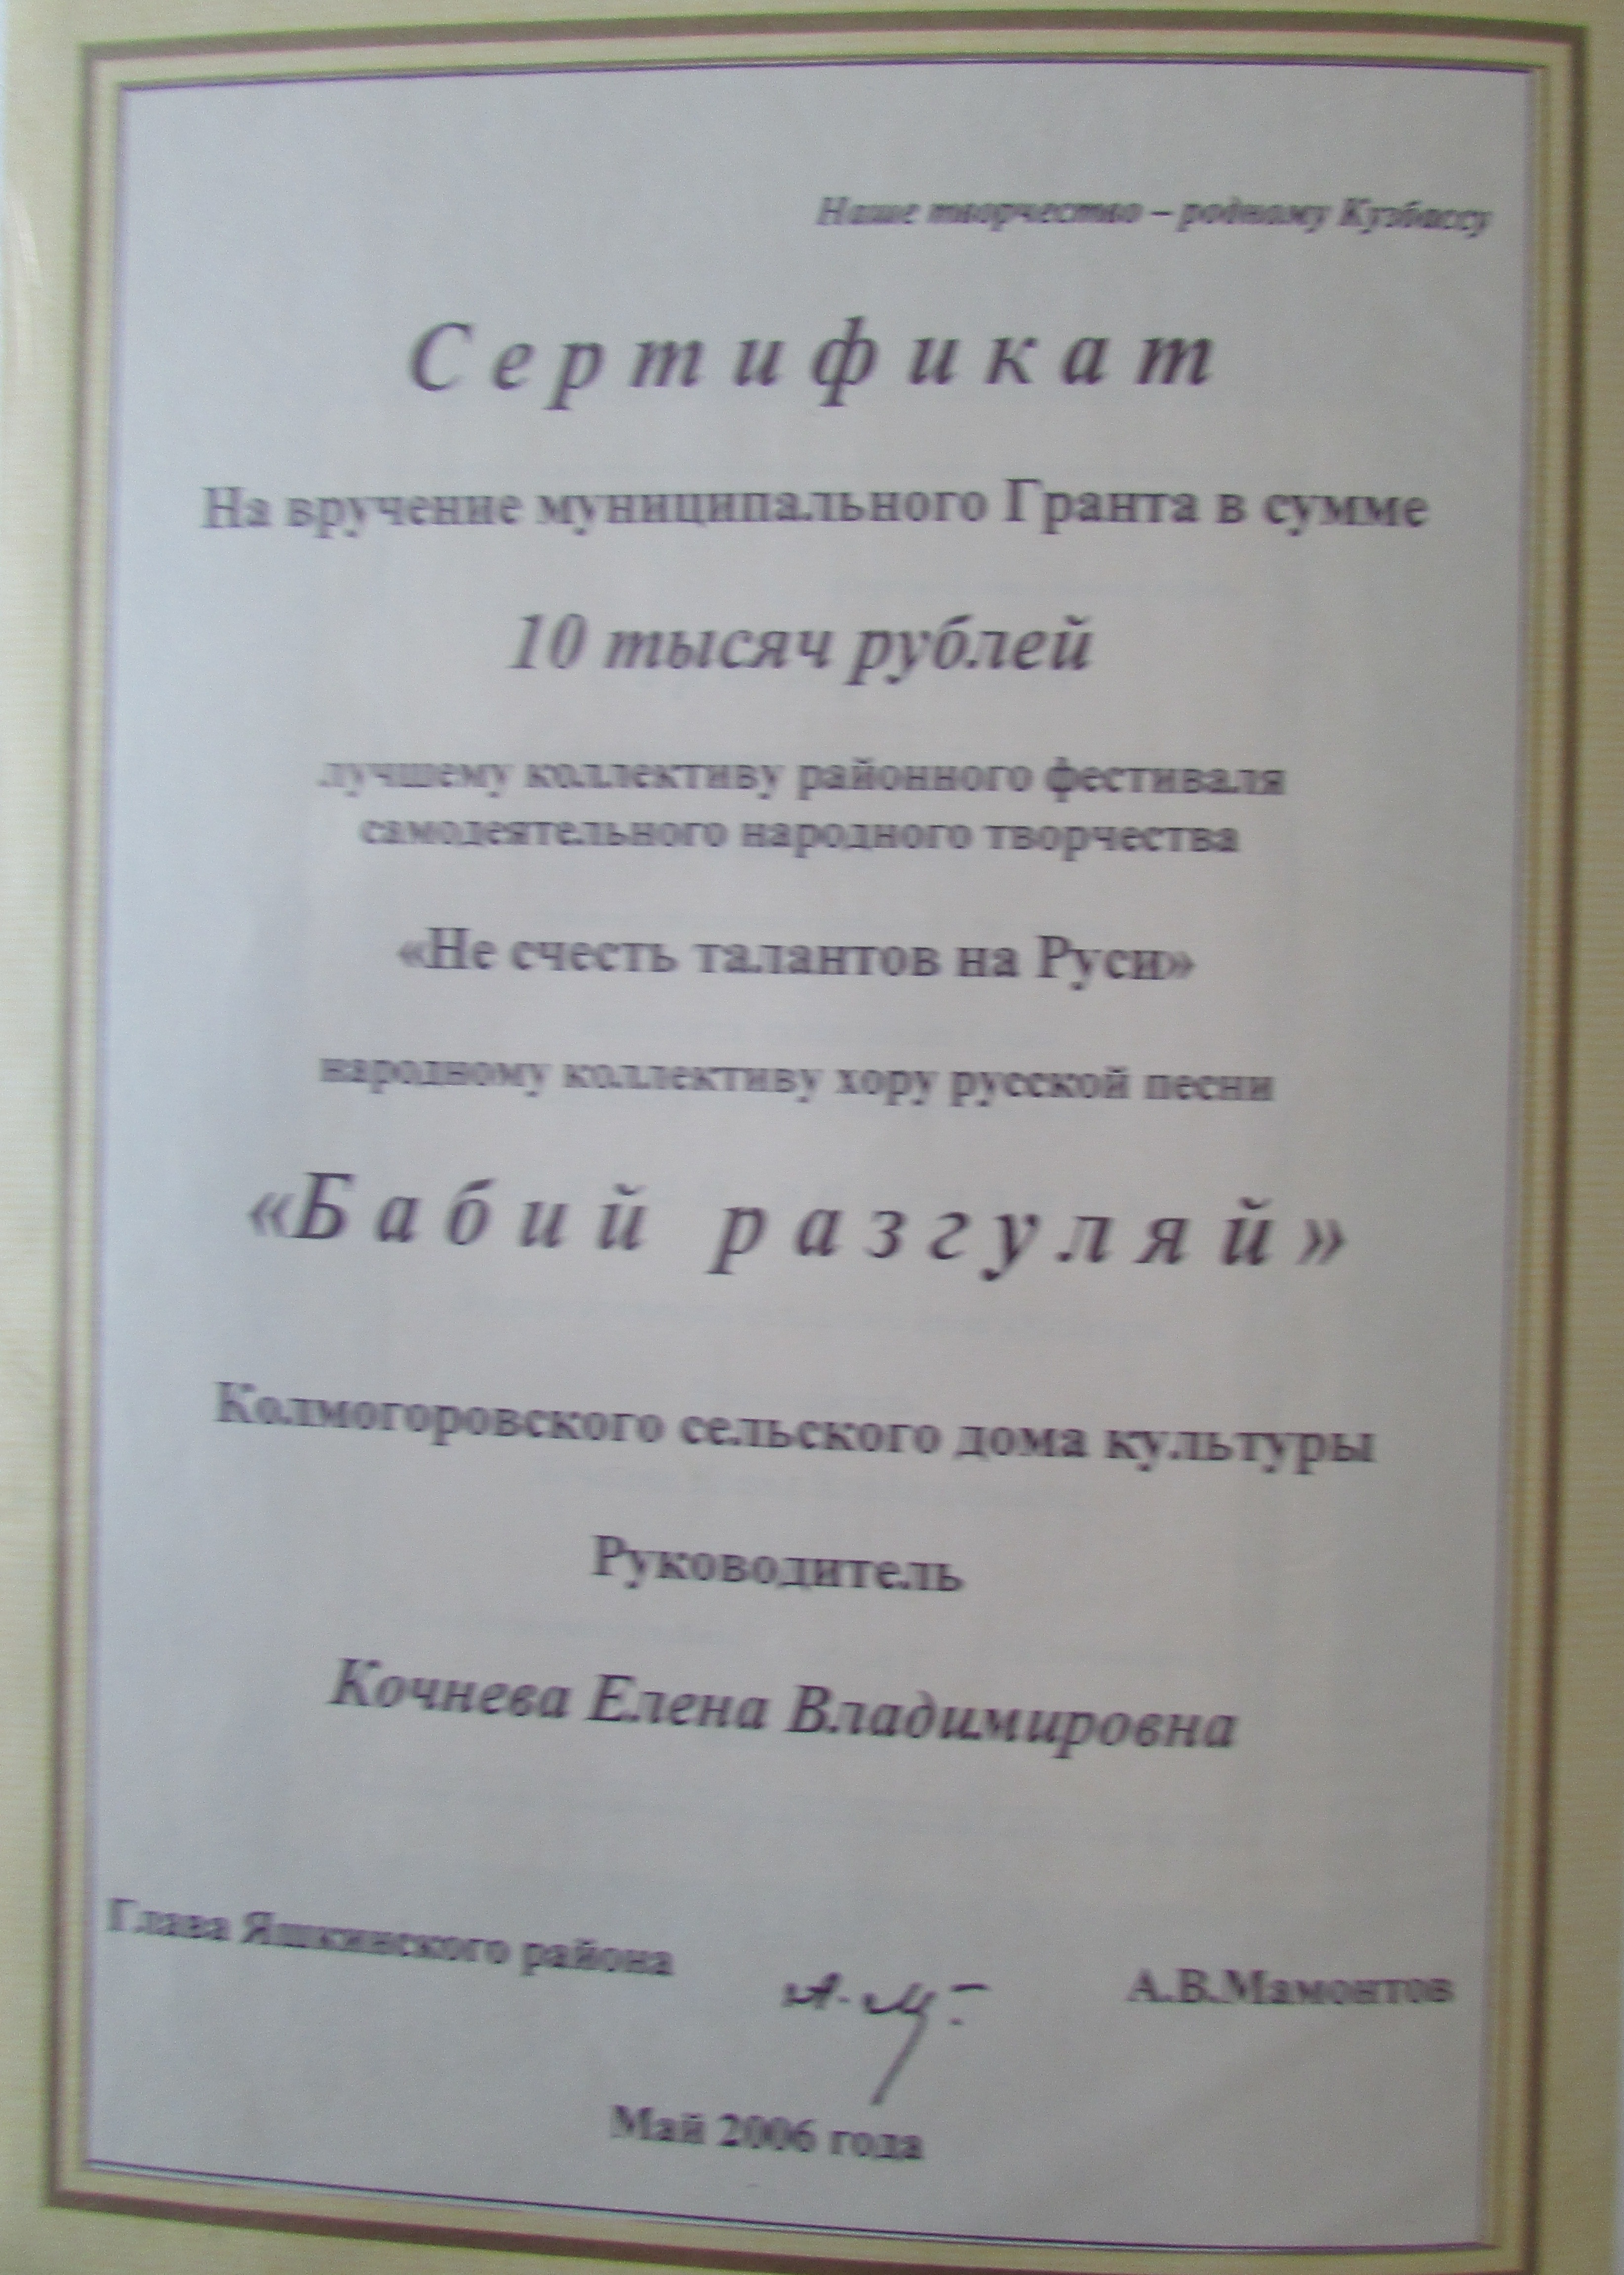 Наше творчество – родному Кузбассу
Сертификат
На вручение муниципального Гранта в сумме
10 тысяч рублей
лучшему коллективу районного фестиваля
самодеятельного народного творчества
«Не счесть талантов на Руси»
народному коллективу хору русской песни
«Бабий разгуляй»
Колмогоровского сельского дома культуры
Руководитель
Кочнева Елена Владимировна
Глава Яшкинского района
А.В.Мамонтов
Май 2006 года